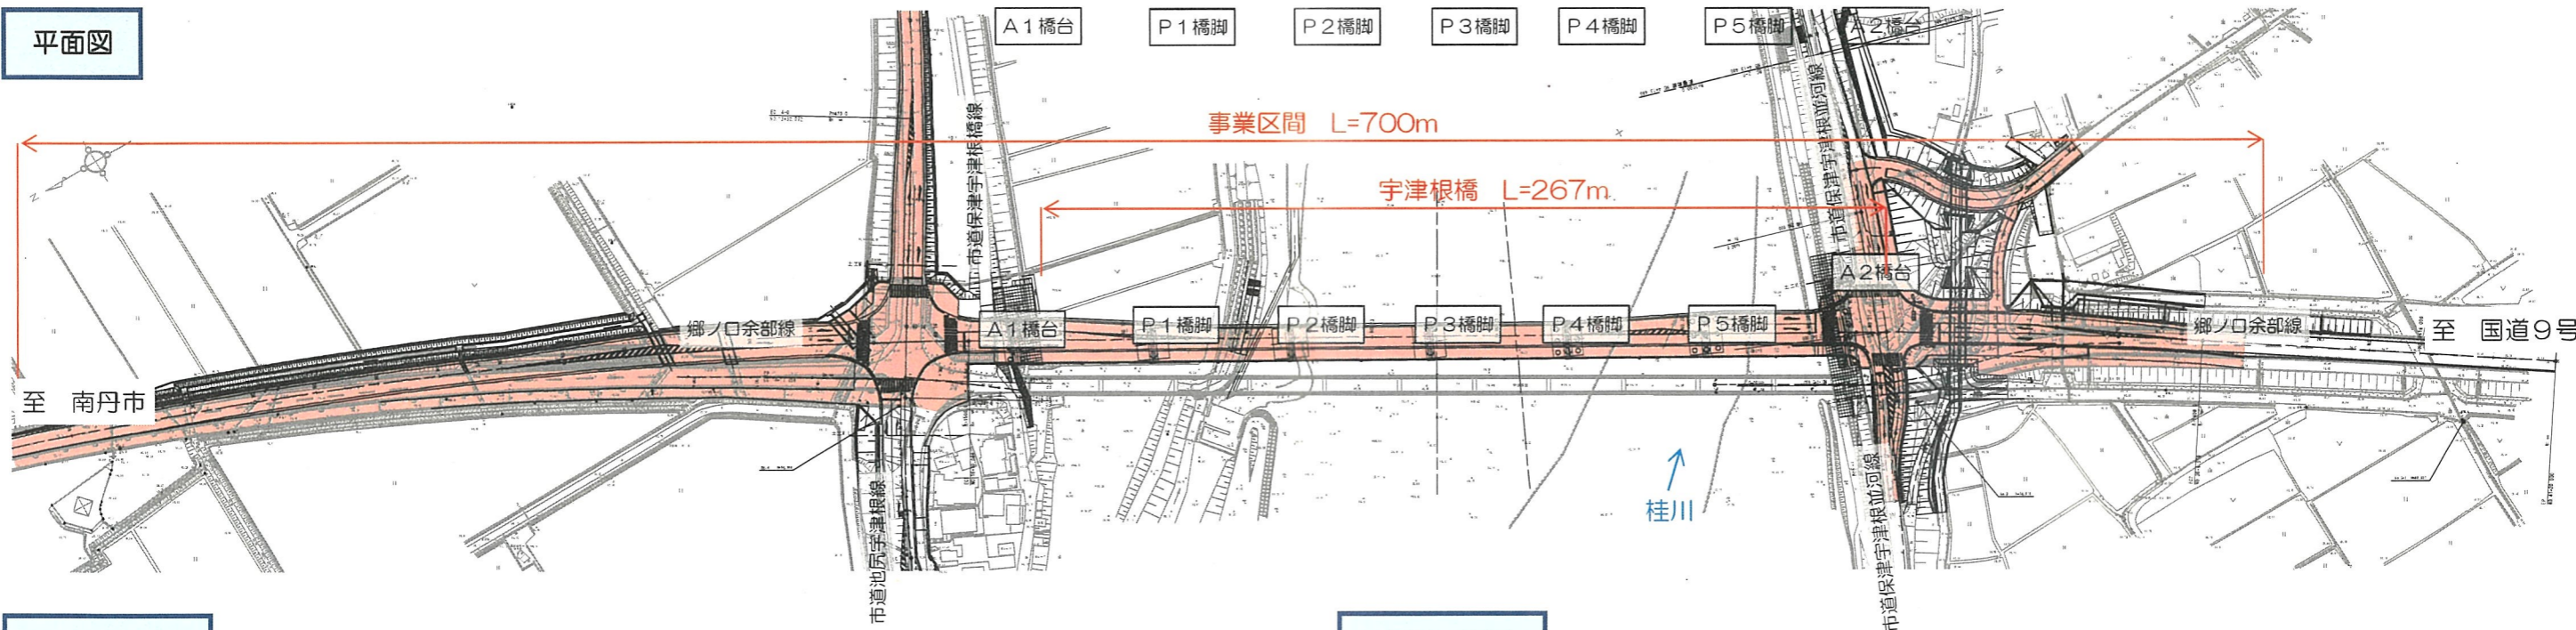 平面図
A1橋台
P1橋脚
P2橋脚
P3橋脚
P4橋脚
P5橋脚
A2橋台
事業区間 L=700m
宇津根橋 L=267m
市道保津宇津根橋線
市道保津宇津根並河線
N
A2橋台
郷ノ口余部線
A1橋台
P1橋脚
P2橋脚
P3橋脚
P4橋脚
P5橋脚
郷ノ口余部線
至 国道9号
至 南丹市
桂川
市道池尻宇津根線
市道保津宇津根並河線